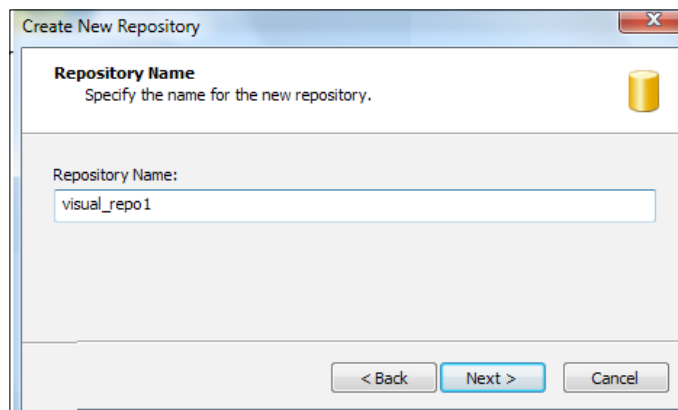 Create New Repository
X
Repository Name
Specify the name for the new repository.
Repository Name:
visual_repo1
< Back
Next >
Cancel